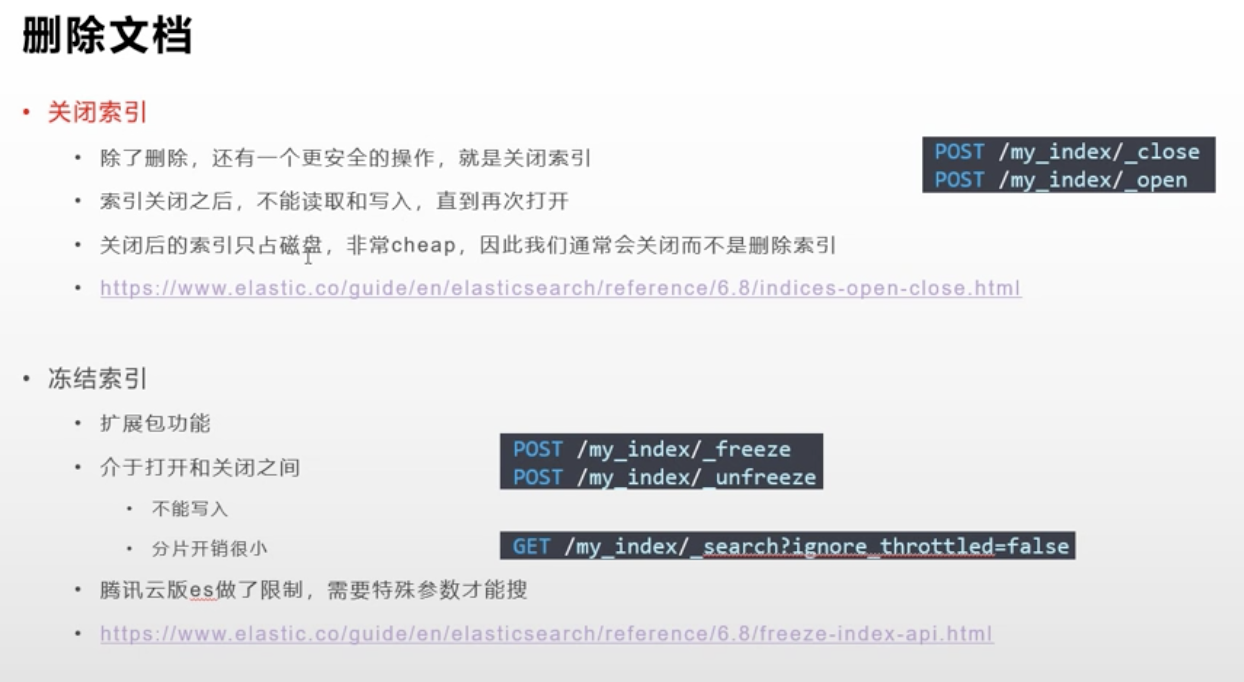 删除文档
• 关闭索引
• 除了删除，还有一个更安全的操作，就是关闭索引
• 索引关闭之后，不能读取和写入，直到再次打开
• 关闭后的索引只占磁盘，非常cheap，因此我们通常会关闭而不是删除索引
• https://www.elastic.co/guide/en/elasticsearch/reference/6.8/indices-open-close.html
POST /my_index/_close
POST /my_index/_open
• 冻结索引
• 扩展包功能
• 介于打开和关闭之间
• 不能写入
• 分片开销很小
POST /my_index/_freeze
POST /my_index/_unfreeze
GET /my_index/_search?ignore_throttled=false
• 腾讯云版es做了限制，需要特殊参数才能搜
• https://www.elastic.co/guide/en/elasticsearch/reference/6.8/freeze-index-api.html